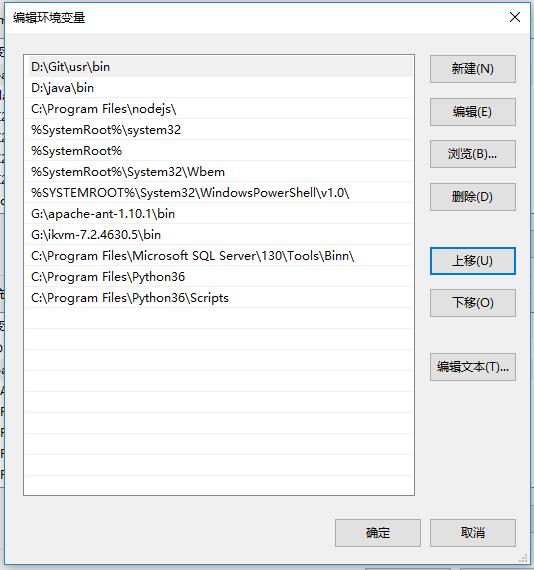 编辑环境变量
D:\Git\usr\bin
D:\java\bin
C:\Program Files\nodejs\
%SystemRoot%\system32
%SystemRoot%
%SystemRoot%\System32\Wbem
%SYSTEMROOT%\System32\WindowsPowerShell\v1.0\
G:\apache-ant-1.10.1\bin
G:\ikvm-7.2.4630.5\bin
C:\Program Files\Microsoft SQL Server\130\Tools\Binn\
C:\Program Files\Python36
C:\Program Files\Python36\Scripts
新建(N)
编辑(E)
浏览(B)...
删除(D)
上移(U)
下移(O)
编辑文本(T)...
确定
取消